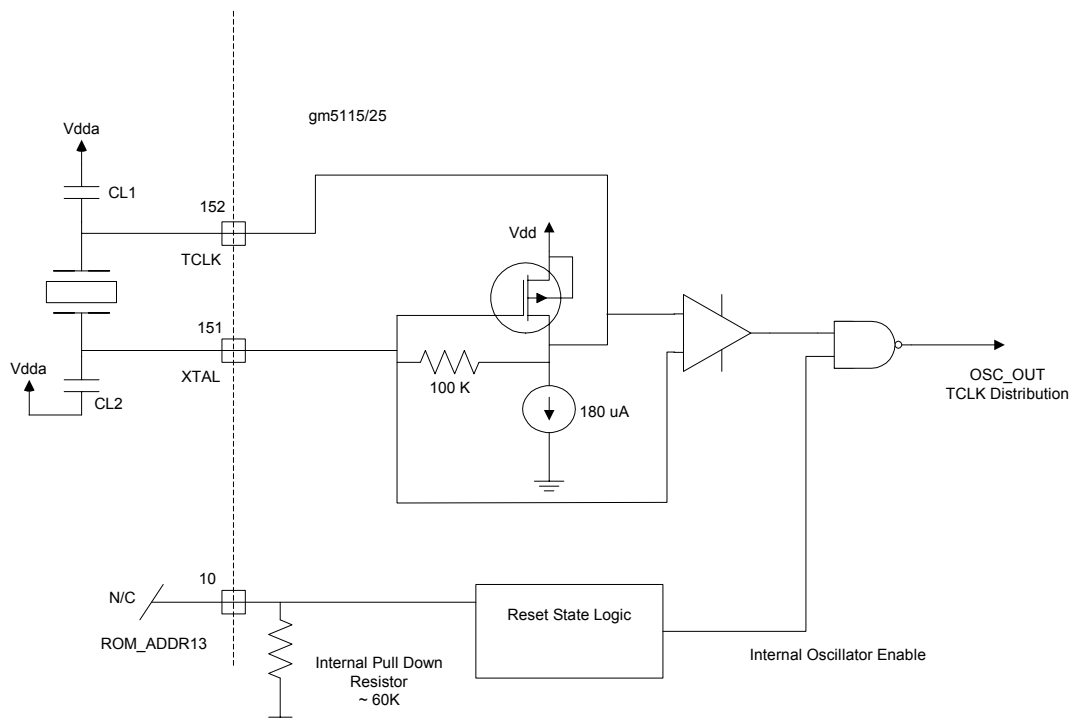 gm5115/25
Vdda
CL1
152
TCLK
Vdd
151
XTAL
Vdda
CL2
100 K
180 uA
OSC_OUT
TCLK Distribution
10
N/C
ROM_ADDR13
Reset State Logic
Internal Pull Down
Resistor
~ 60K
Internal Oscillator Enable